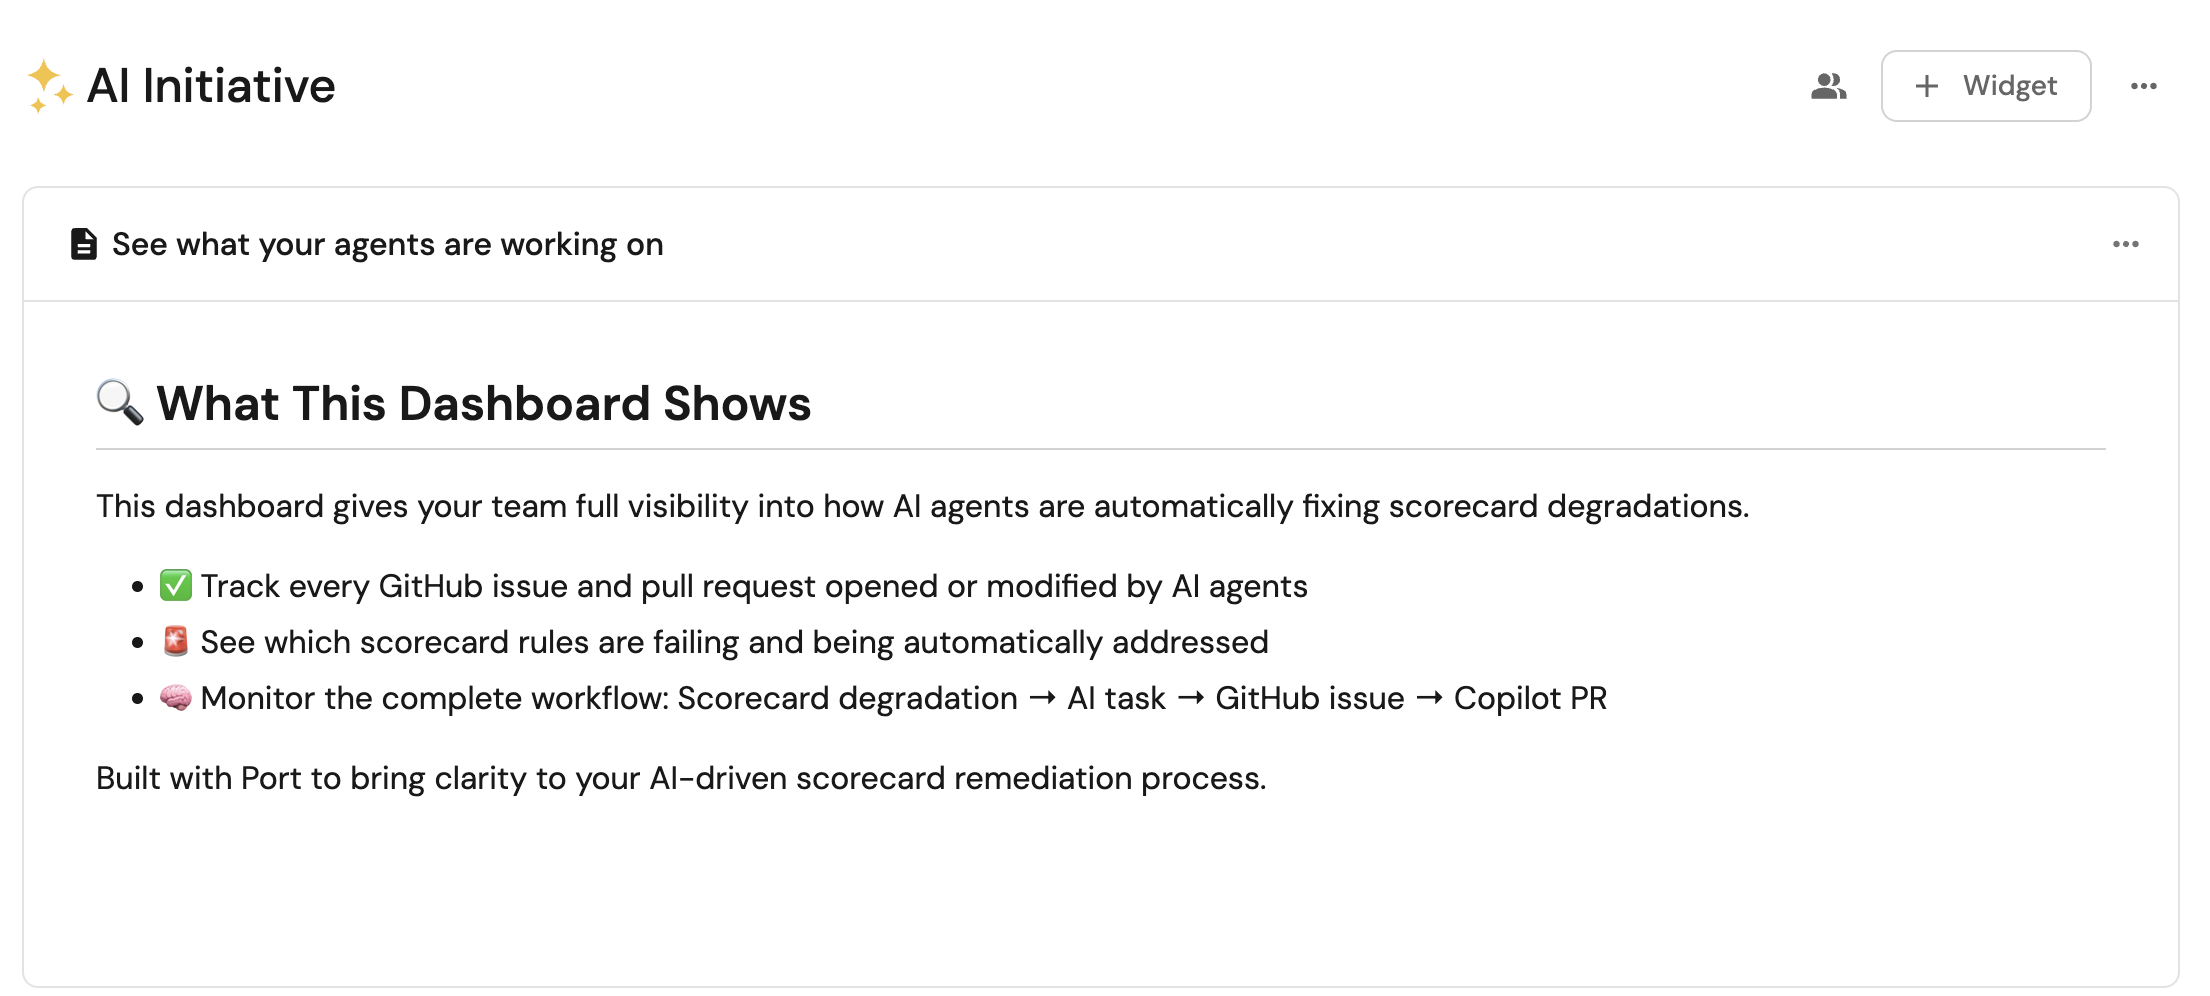 AI Initiative
Widget
See what your agents are working on
What This Dashboard Shows
This dashboard gives your team full visibility into how AI agents are automatically fixing scorecard degradations.
• ✅ Track every GitHub issue and pull request opened or modified by AI agents
• 🚨 See which scorecard rules are failing and being automatically addressed
• 🧠 Monitor the complete workflow: Scorecard degradation → AI task → GitHub issue → Copilot PR
Built with Port to bring clarity to your AI-driven scorecard remediation process.